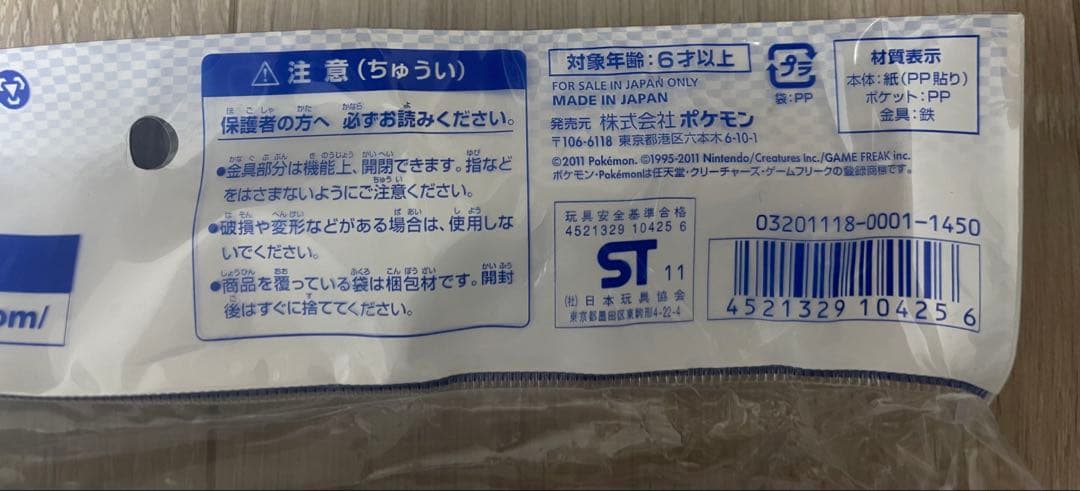 om/
注意(ちゅうい)
保護者の方へ 必ずお読みください。
●金具部分は機能上、開閉できます。指など
をはさまないようにご注意ください。
●破損や変形などがある場合は、使用しな
いでください。
●商品を覆っている袋は梱包材です。開封
後はすぐに捨ててください。
対象年齢:6才以上
FOR SALE IN JAPAN ONLY
MADE IN JAPAN
発売元 株式会社 ポケモン
〒106-6118 東京都港区六本木6-10-1
©2011 Pokémon. ©1995-2011 Nintendo/Creatures Inc./GAME FREAK inc.
ポケモン・Pokémonは任天堂・クリーチャーズ・ゲームフリークの登録商標です。
プラ
袋:PP
材質表示
本体:紙(PP貼り)
ポケット:PP
金具:鉄
玩具安全基準合格
4521329 10425 6
ST 11
(社)日本玩具協会
東京都墨田区東駒形4-22-4
03201118-0001-1450
4 521329 104256